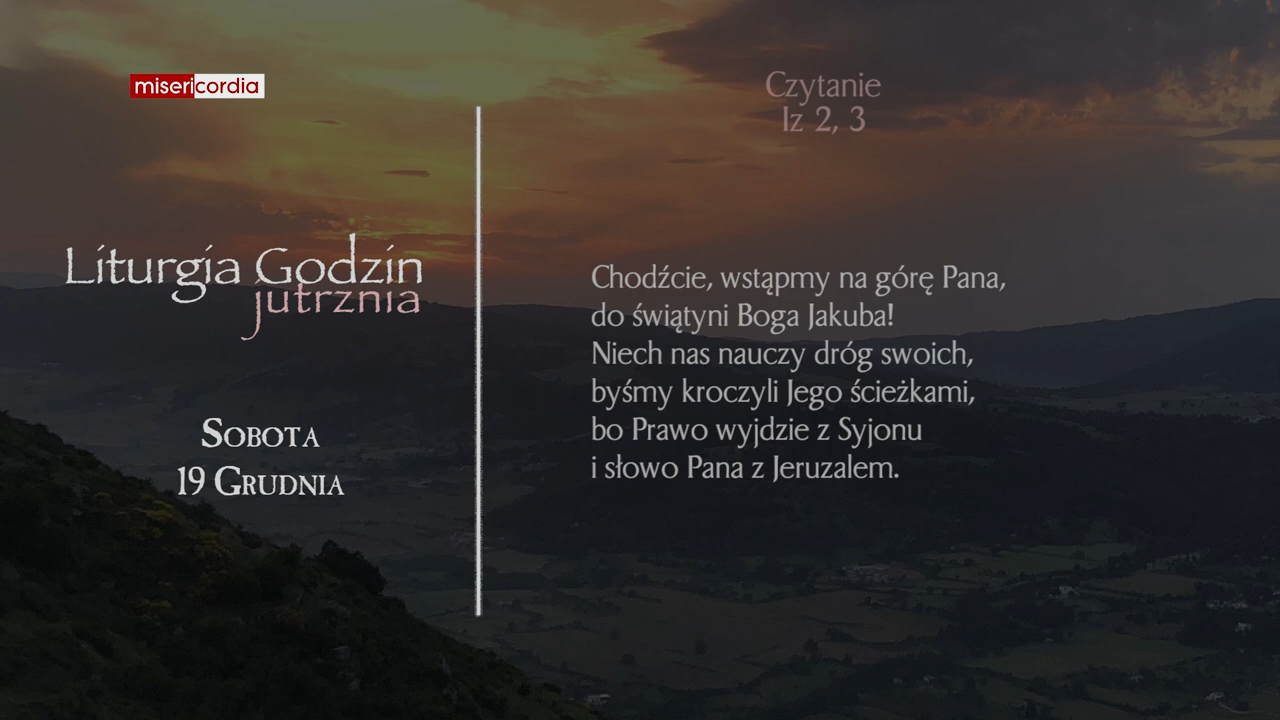 misericordia
Liturgia Godzin
jutrznia
Sobota
19 Grudnia
Czytanie
Iz 2, 3
Chodźcie, wstąpmy na górę Pana,
do świątyni Boga Jakuba!
Niech nas nauczy dróg swoich,
byśmy kroczyli Jego ścieżkami,
bo Prawo wyjdzie z Syjonu
i słowo Pana z Jeruzalem.